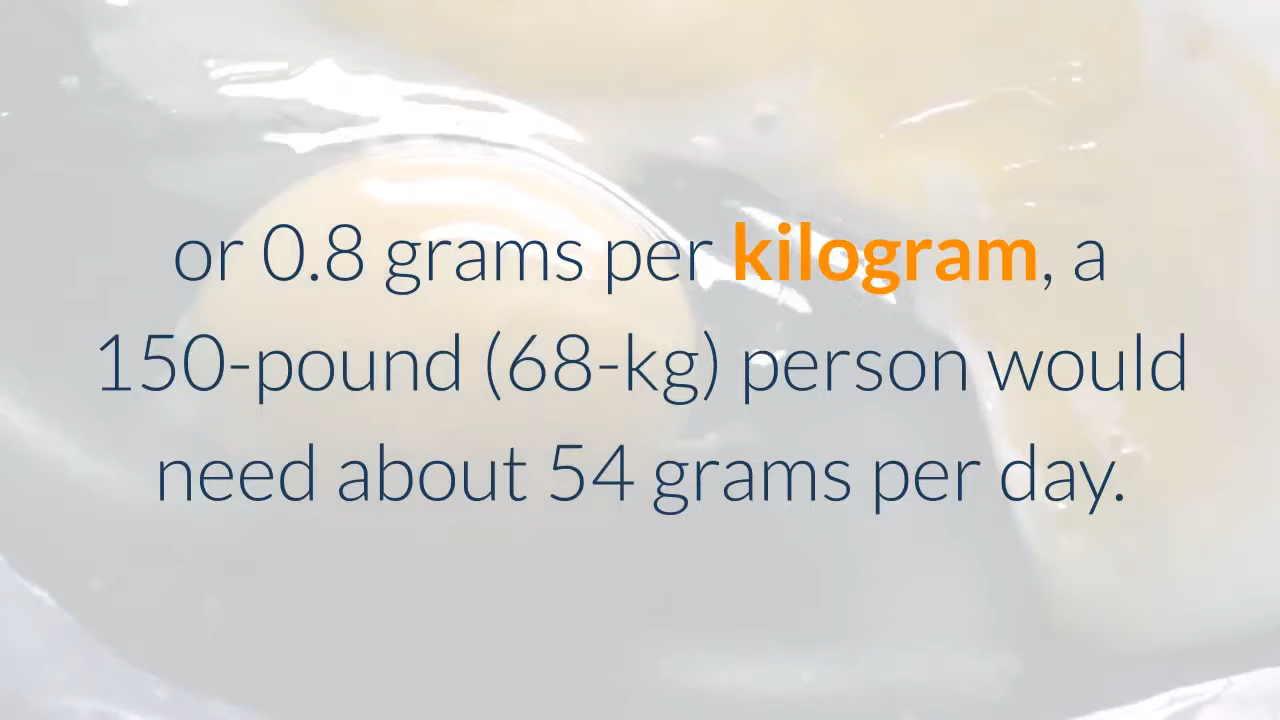 or 0.8 grams per kilogram, a
150-pound (68-kg) person would
need about 54 grams per day.